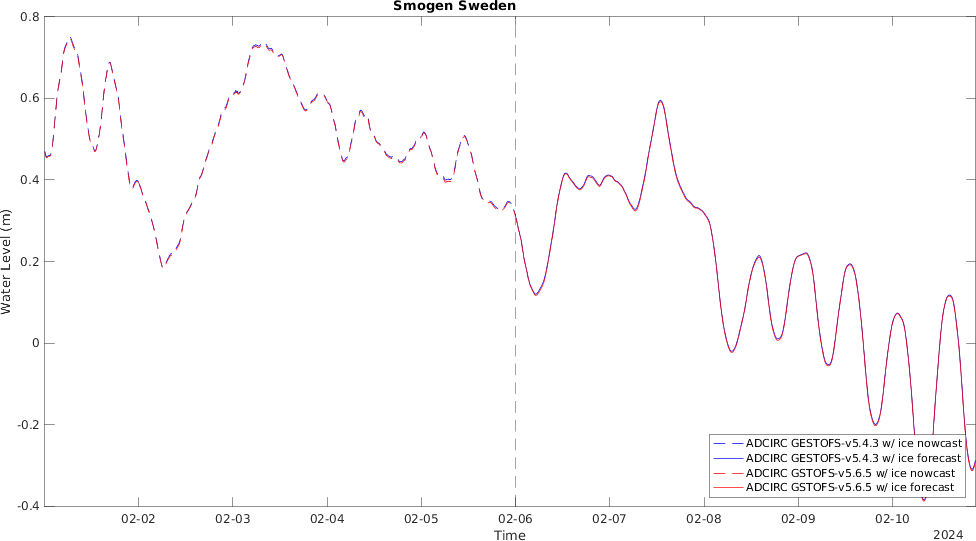 Smogen Sweden
0.8
0.6
0.4
0.2
0
-0.2
-0.4
Water Level (m)
ADCIRC GESTOFS-v5.4.3 w/ ice nowcast
ADCIRC GESTOFS-v5.4.3 w/ ice forecast
ADCIRC GSTOFS-v5.6.5 w/ ice nowcast
ADCIRC GSTOFS-v5.6.5 w/ ice forecast
02-02 02-03 02-04 02-05 02-06 02-07 02-08 02-09 02-10
Time
2024